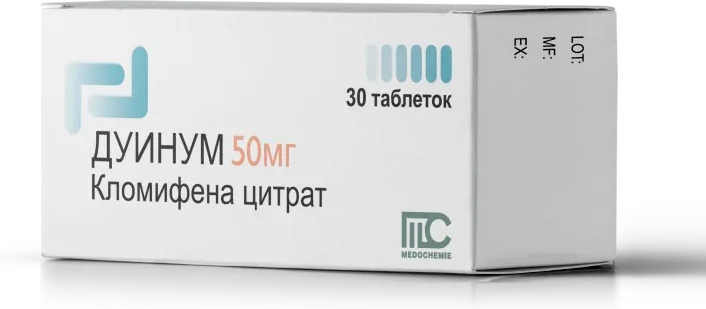 30 таблеток
ДУИНУМ 50мг
Кломифена цитрат
MEDOCHEMIE
LOT:
MF:
EX: